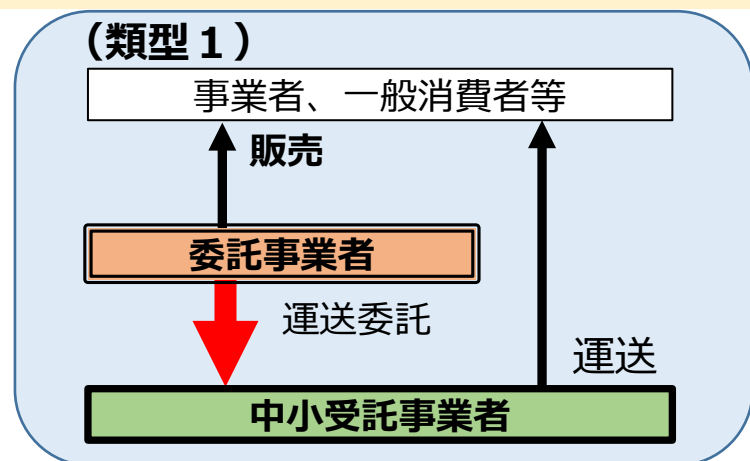 （類型１）
事業者、一般消費者等
販売
委託事業者
運送委託
運送
中小受託事業者